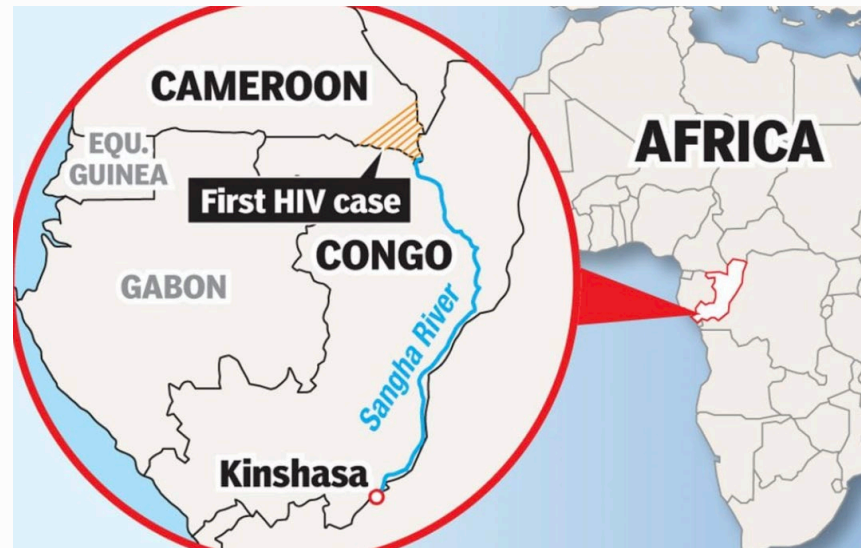 CAMEROON
EQU.
GUINEA
First HIV case
CONGO
GABON
Sangha River
Kinshasa
AFRICA